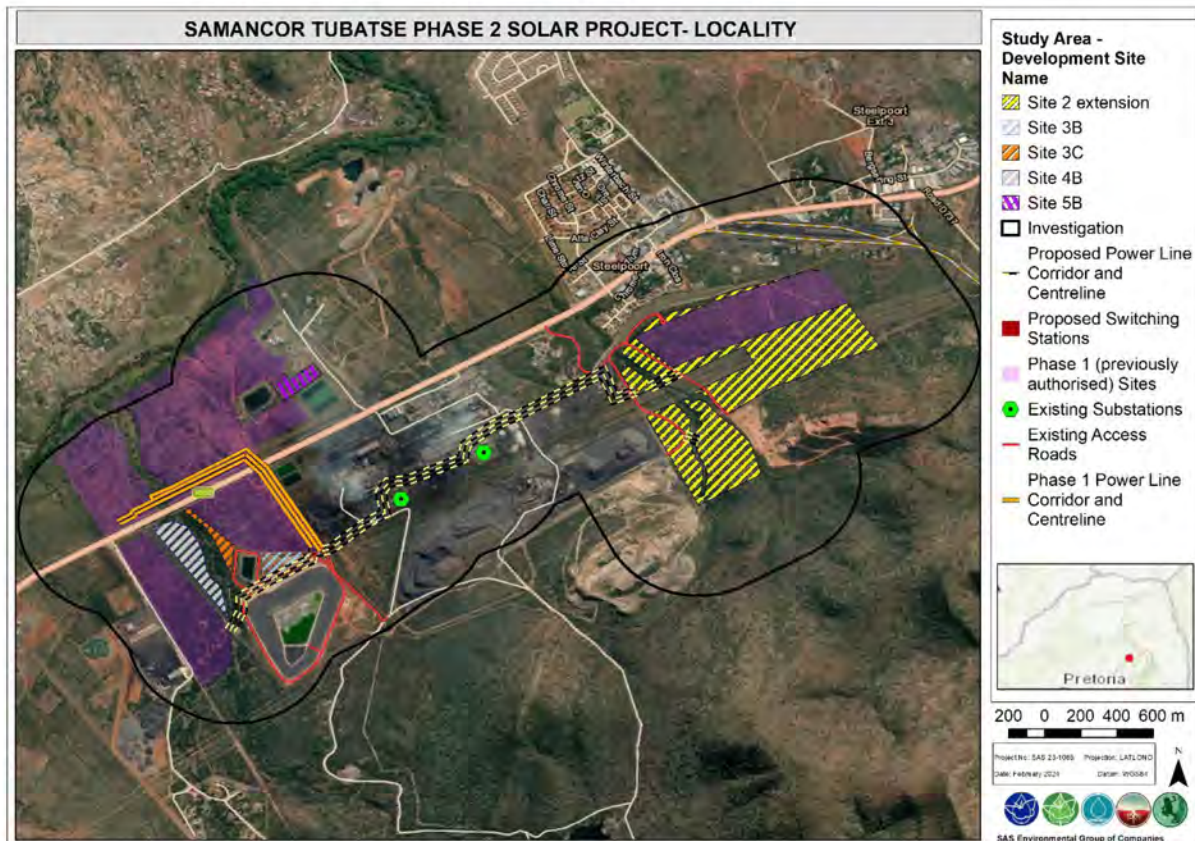 SAMANCOR TUBATSE PHASE 2 SOLAR PROJECT- LOCALITY
Steelpoort
Steelpoort
Study Area -
Development Site
Name
Site 2 extension
Site 3B
Site 3C
Site 4B
Site 5B
Investigation
Proposed Power Line
Corridor and
Centreline
Proposed Switching
Stations
Phase 1 (previously
authorised) Sites
Existing Substations
Existing Access
Roads
Phase 1 Power Line
Corridor and
Centreline
Pretoria
200 0 200 400 600 m
Projection: LATLONG
N
SAS Environmental Group of Companies